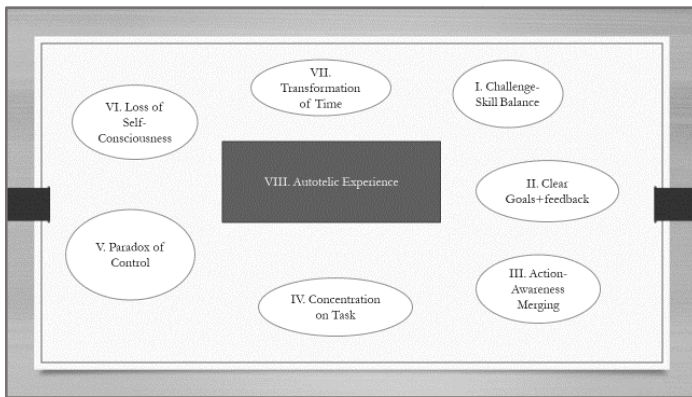 VII.
Transformation
of Time
I. Challenge-
Skill Balance
VI. Loss of
Self-
Consciousness
VIII. Autotelic Experience
II. Clear
Goals+feedback
V. Paradox of
Control
III. Action-
Awareness
Merging
IV. Concentration
on Task